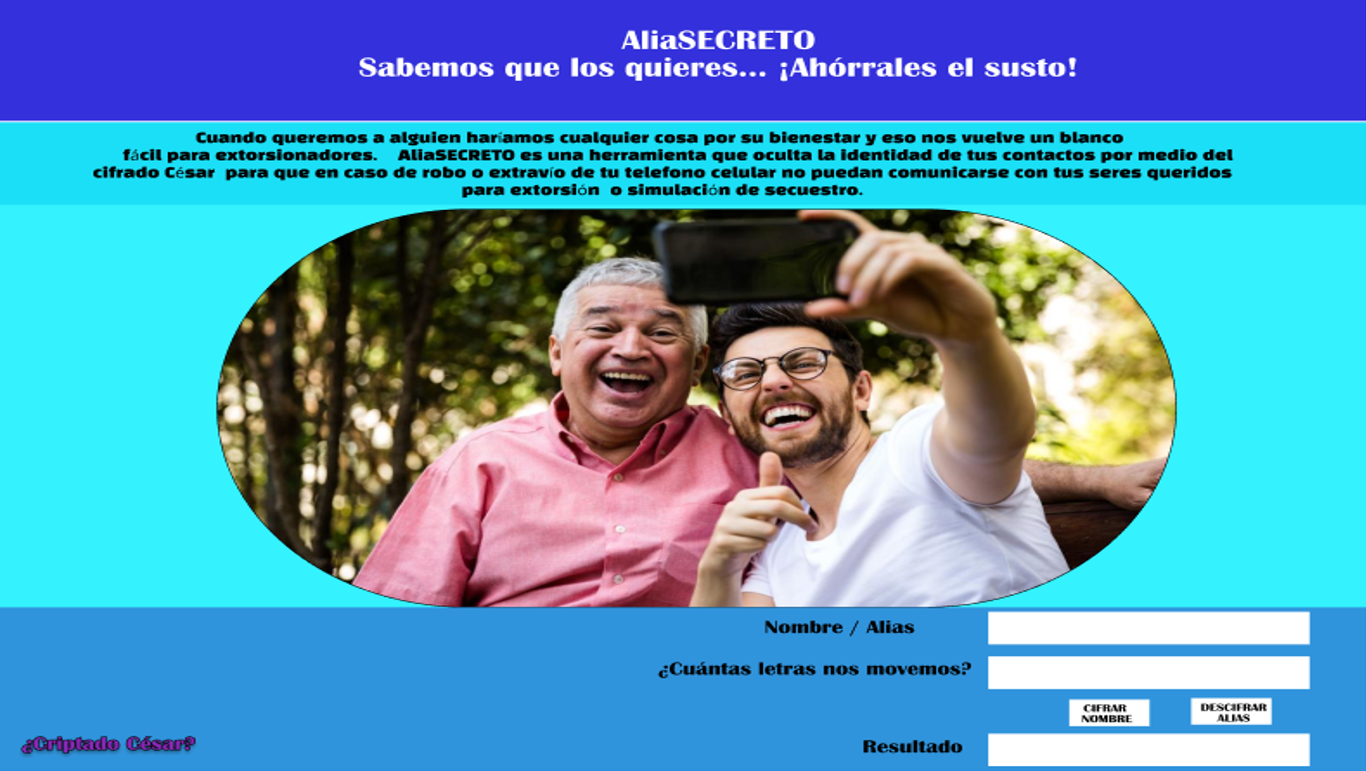 AliaSECRETO
Sabemos que los quieres... ¡Ahórrales el susto!
Cuando queremos a alguien haríamos cualquier cosa por su bienestar y eso nos vuelve un blanco
fácil para extorsionadores. AliaSECRETO es una herramienta que oculta la identidad de tus contactos por medio del
cifrado César para que en caso de robo o extravío de tu telefono celular no puedan comunicarse con tus seres queridos
para extorsión o simulación de secuestro.
Nombre / Alias
¿Cuántas letras nos movemos?
CIFRAR
NOMBRE
DESCIFRAR
ALIAS
¿Criptado César?
Resultado